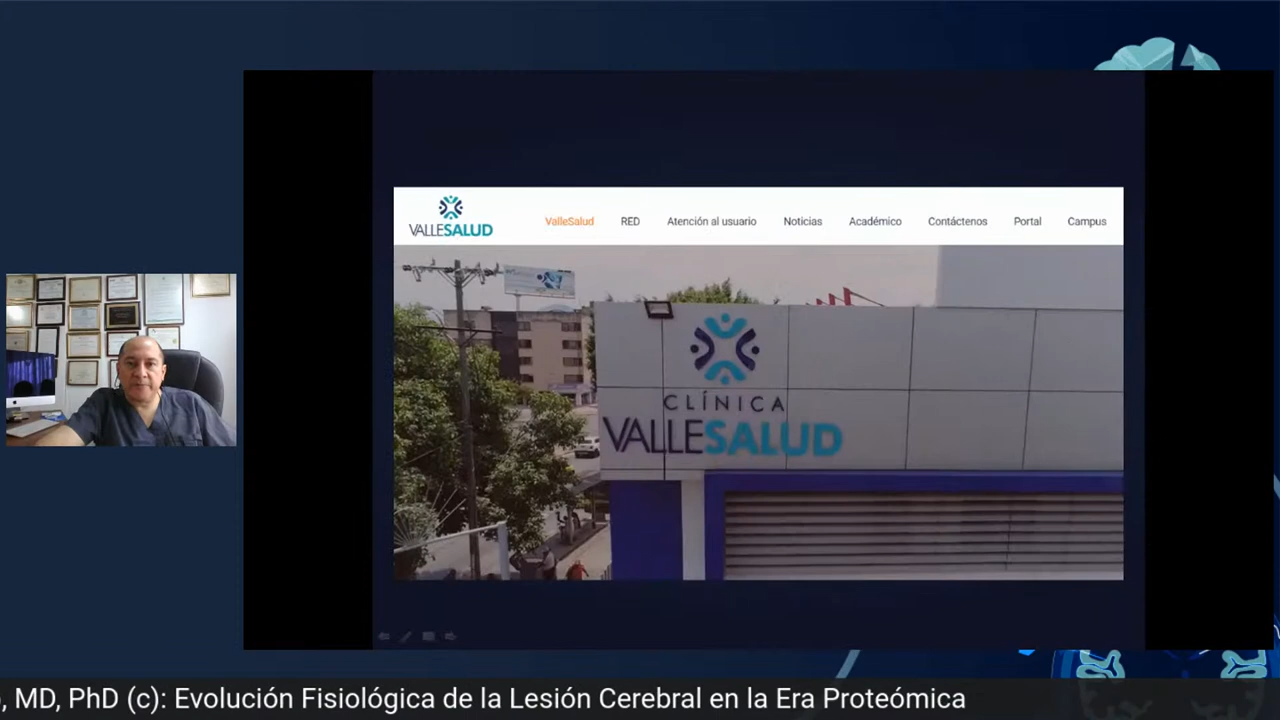 VALLESALUD
ValleSalud RED Atención al usuario Noticias Académico Contáctenos Portal Campus
CLÍNICA
VALLESALUD
, MD, PhD (c): Evolución Fisiológica de la Lesión Cerebral en la Era Proteómica